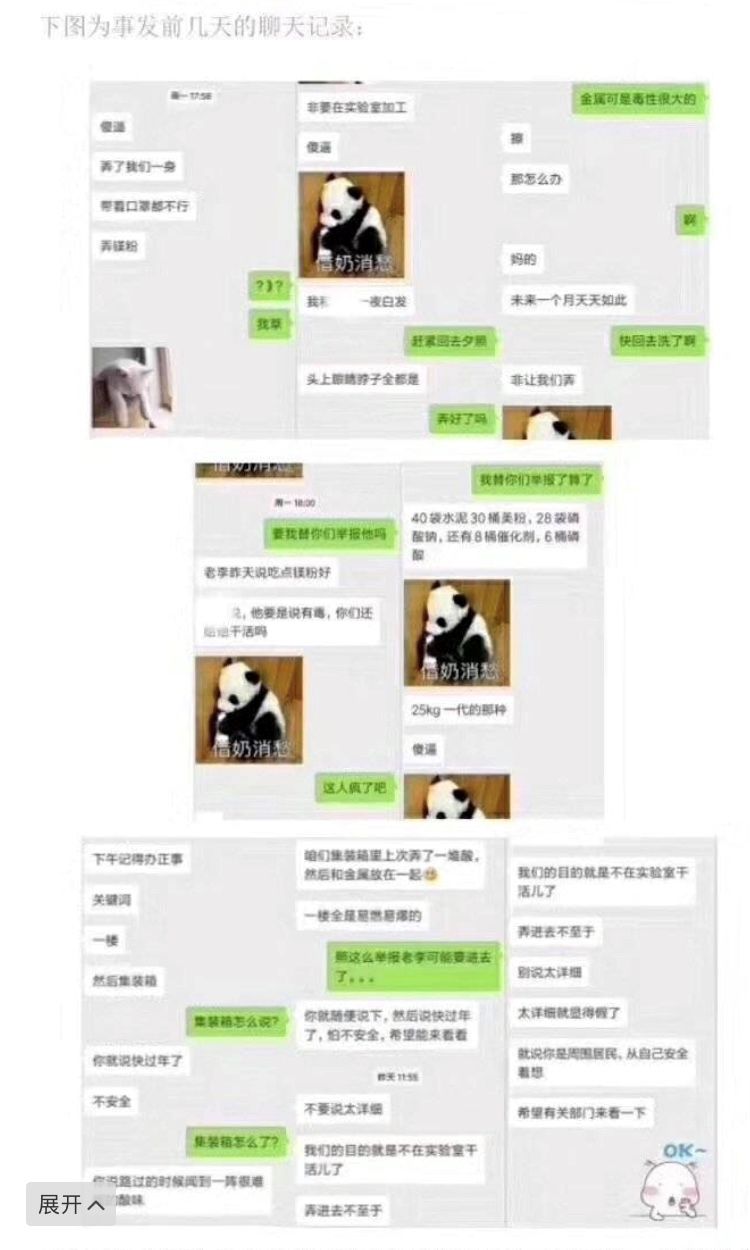 下图为事发前几天的聊天记录：
周一 17:58
傻逼
弄了我们一身
带着口罩都不行
弄镁粉
？？？
我草
非要在实验室加工
傻逼
借奶消愁
我和
一夜白发
赶紧回去夕照
头上眼睛脖子全都是
弄好了吗
金属可是毒性很大的
擦
那怎么办
啊
妈的
未来一个月天天如此
快回去洗了啊
非让我们弄
借奶消愁
周一 18:00
要我替你们举报他吗
老李昨天说吃点镁粉好
，他要是说有毒，你们还
给他干活吗
借奶消愁
这人疯了吧
我替你们举报了算了
40袋水泥30桶美粉，28袋磷
酸钠，还有8桶催化剂，6桶磷
酸
借奶消愁
25kg 一代的那种
傻逼
下午记得办正事
关键词
一楼
然后集装箱
集装箱怎么说？
你就说快过年了
不安全
集装箱怎么了？
你说路过的时候闻到一阵很难
的酸味
咱们集装箱里上次弄了一堆酸，
然后和金属放在一起
一楼全是易燃易爆的
照这么举报老李可能要进去
了。。。
你就随便说下，然后说快过年
了，怕不安全，希望能来看看
昨天 11:55
不要说太详细
我们的目的就是不在实验室干
活儿了
弄进去不至于
我们的目的就是不在实验室干
活儿了
弄进去不至于
别说太详细
太详细就显得假了
就说你是周围居民，从自己安全
着想
希望有关部门来看一下
OK~
展开